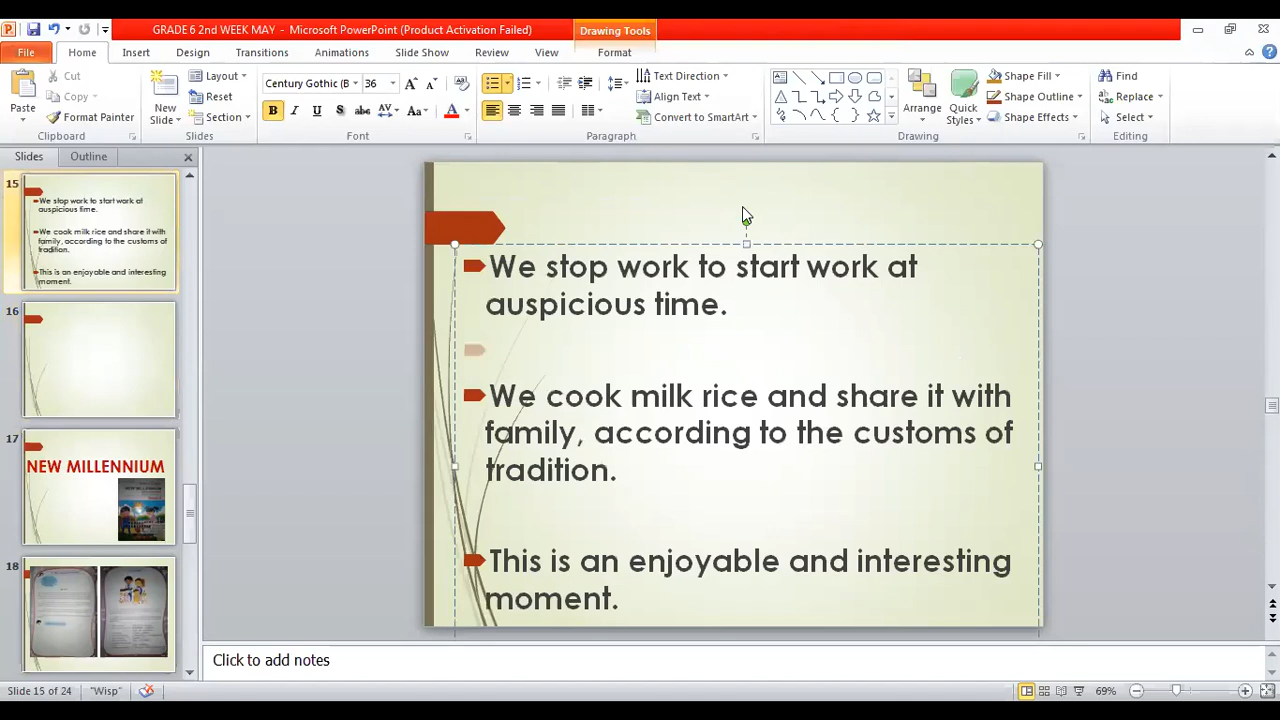 GRADE 6 2nd WEEK MAY - Microsoft PowerPoint (Product Activation Failed)
Drawing Tools
File Home Insert Design Transitions Animations Slide Show Review View Format
Paste
Cut
Copy
Format Painter
Clipboard
New Slide
Layout
Reset
Section
Slides
Century Gothic (B 36
B I U S abc AV Aa A
Font
Text Direction
Align Text
Convert to SmartArt
Paragraph
Arrange
Quick Styles
Shape Fill
Shape Outline
Shape Effects
Drawing
Find
Replace
Select
Editing
Slides Outline
15
We stop work to start work at
auspicious time.
We cook milk rice and share it with
family, according to the customs of
tradition.
This is an enjoyable and interesting
moment.
16
17
NEW MILLENNIUM
18
We stop work to start work at
auspicious time.
We cook milk rice and share it with
family, according to the customs of
tradition.
This is an enjoyable and interesting
moment.
Click to add notes
Slide 15 of 24 "Wisp" 69%